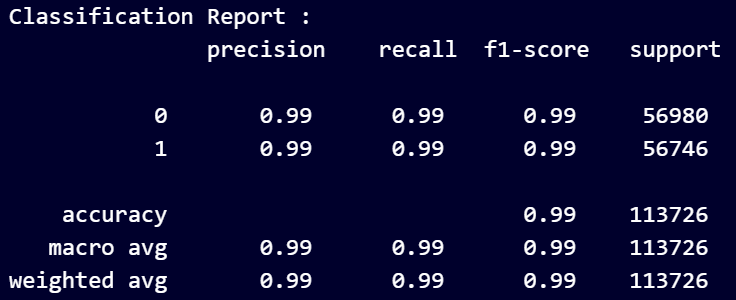 Classification Report :
precision recall f1-score support
0 0.99 0.99 0.99 56980
1 0.99 0.99 0.99 56746
accuracy 0.99 113726
macro avg 0.99 0.99 0.99 113726
weighted avg 0.99 0.99 0.99 113726